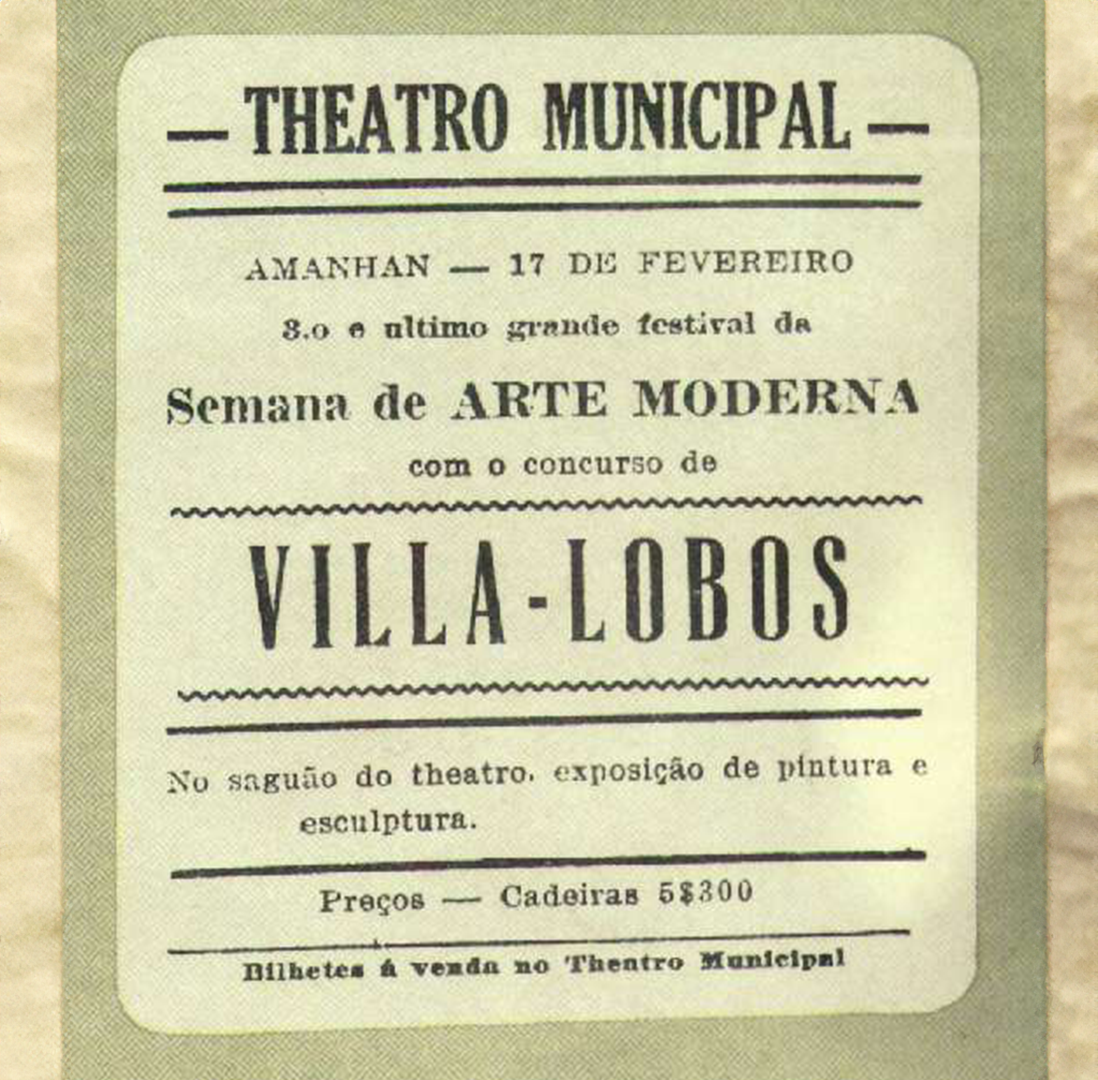 — THEATRO MUNICIPAL —
AMANHAN — 17 DE FEVEREIRO
3.o e ultimo grande festival da
Semana de ARTE MODERNA
com o concurso de
VILLA-LOBOS
No saguão do theatro, exposição de pintura e
esculptura.
Preços — Cadeiras 5$300
Bilhetes á venda no Theatro Municipal